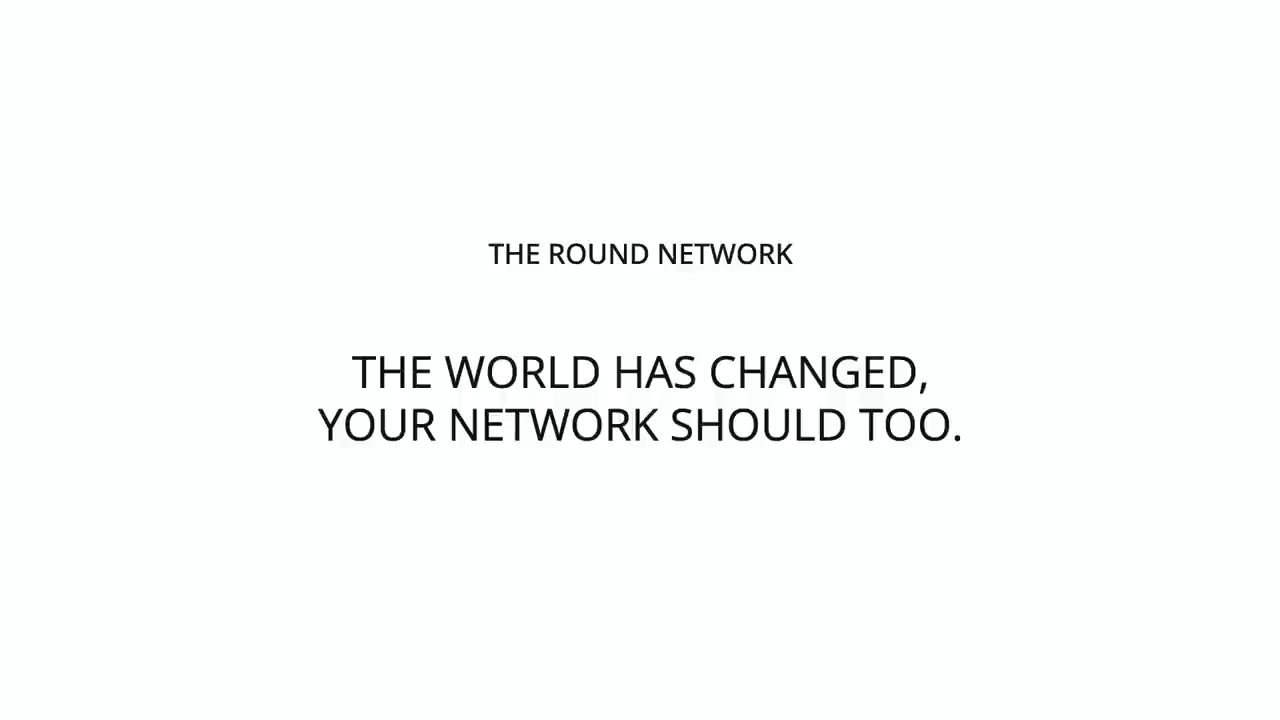 THE ROUND NETWORK
THE WORLD HAS CHANGED,
YOUR NETWORK SHOULD TOO.